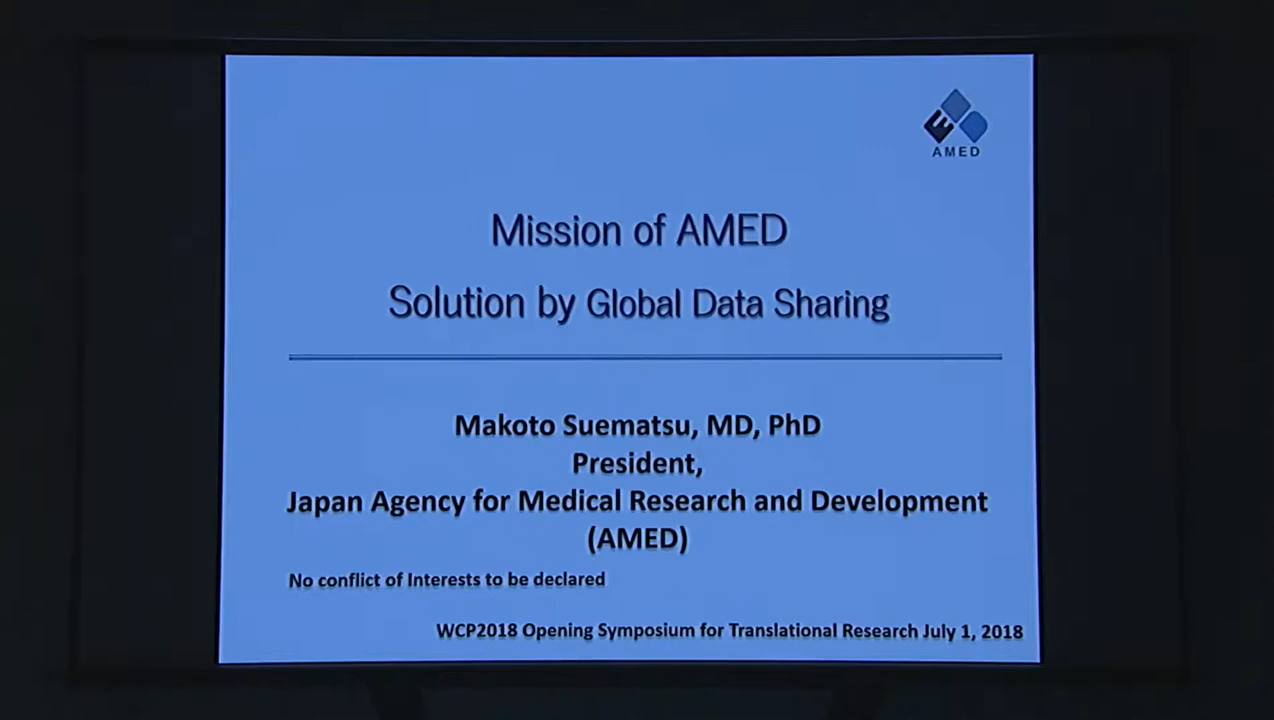 AMED
Mission of AMED
Solution by Global Data Sharing
Makoto Suematsu, MD, PhD
President,
Japan Agency for Medical Research and Development
(AMED)
No conflict of Interests to be declared
WCP2018 Opening Symposium for Translational Research July 1, 2018